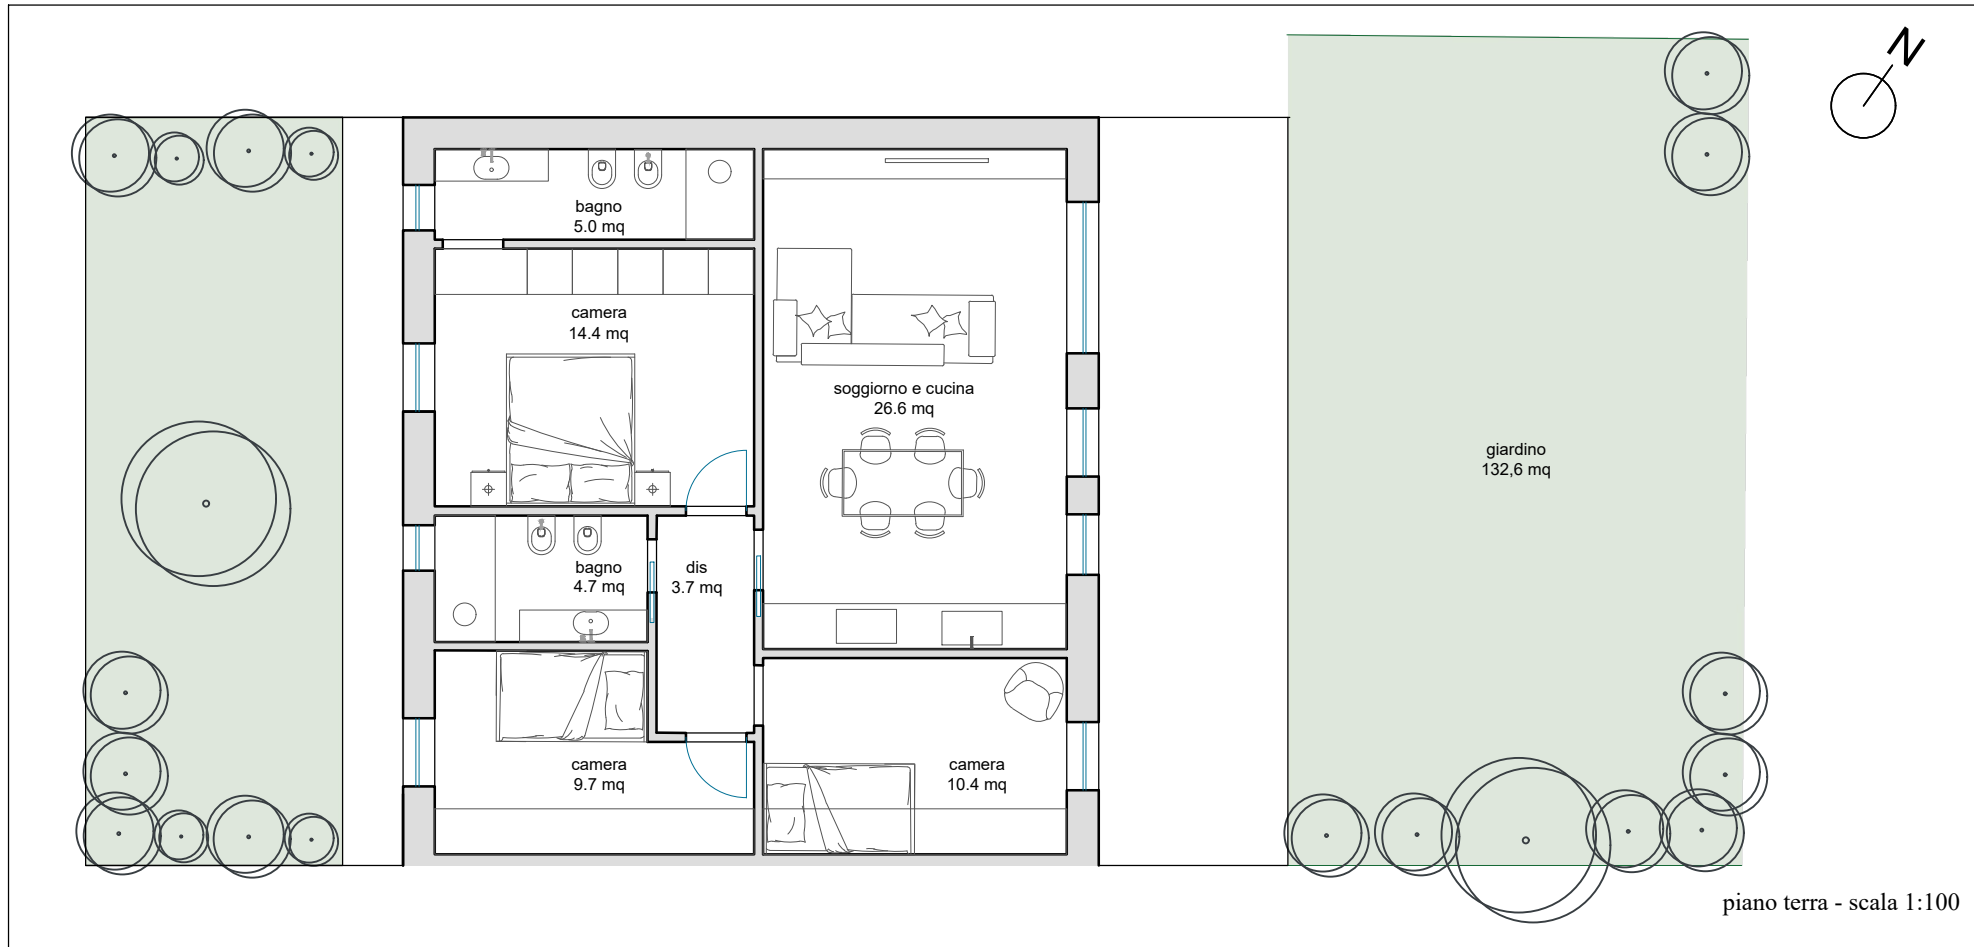 N
bagno
5.0 mq
camera
14.4 mq
soggiorno e cucina
26.6 mq
giardino
132,6 mq
bagno
4.7 mq
dis
3.7 mq
camera
9.7 mq
camera
10.4 mq
piano terra - scala 1:100